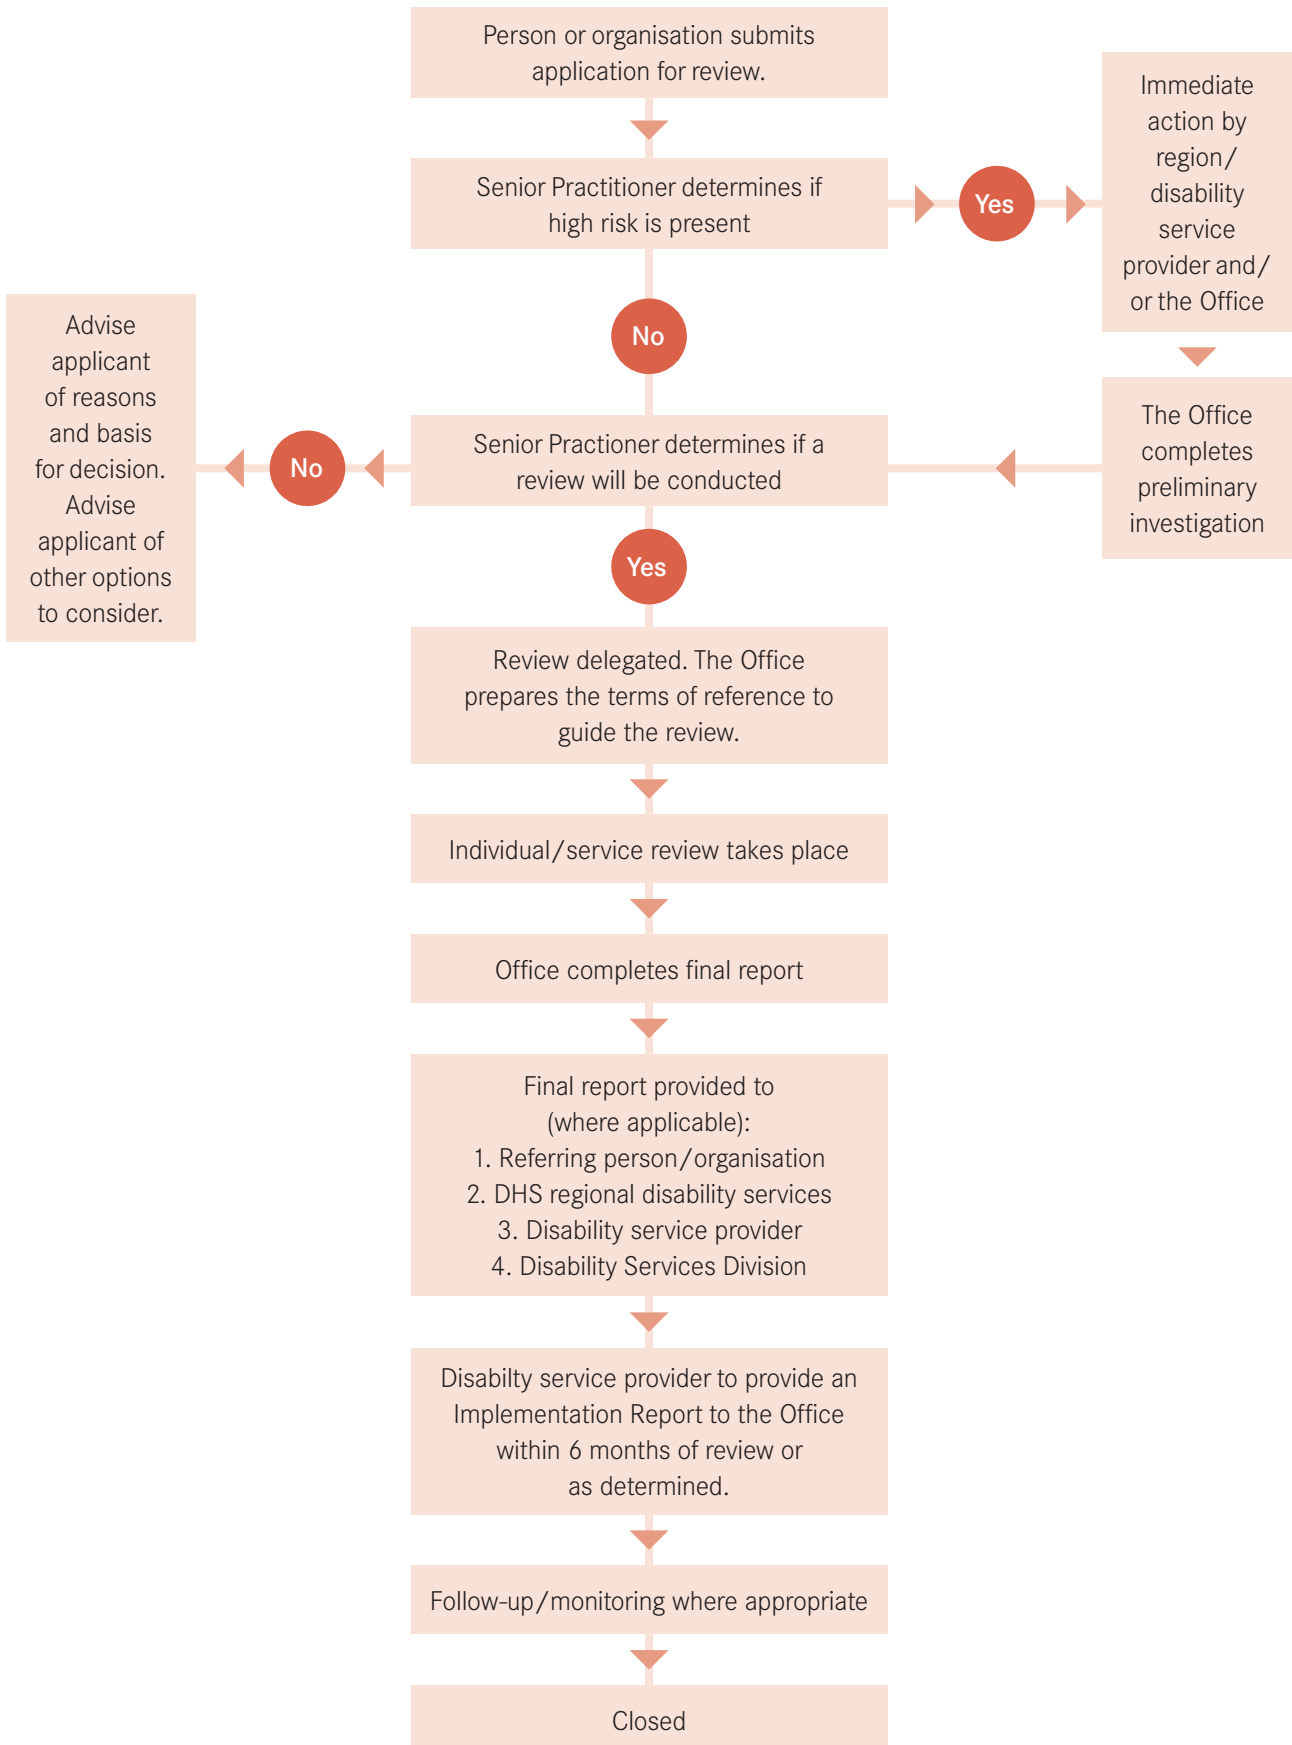 Person or organisation submits
application for review.
Senior Practitioner determines if
high risk is present
Yes
Immediate
action by
region/
disability
service
provider and/
or the Office
No
The Office
completes
preliminary
investigation
Senior Practioner determines if a
review will be conducted
No
Advise
applicant
of reasons
and basis
for decision.
Advise
applicant of
other options
to consider.
Yes
Review delegated. The Office
prepares the terms of reference to
guide the review.
Individual/service review takes place
Office completes final report
Final report provided to
(where applicable):
1. Referring person/organisation
2. DHS regional disability services
3. Disability service provider
4. Disability Services Division
Disabilty service provider to provide an
Implementation Report to the Office
within 6 months of review or
as determined.
Follow-up/monitoring where appropriate
Closed